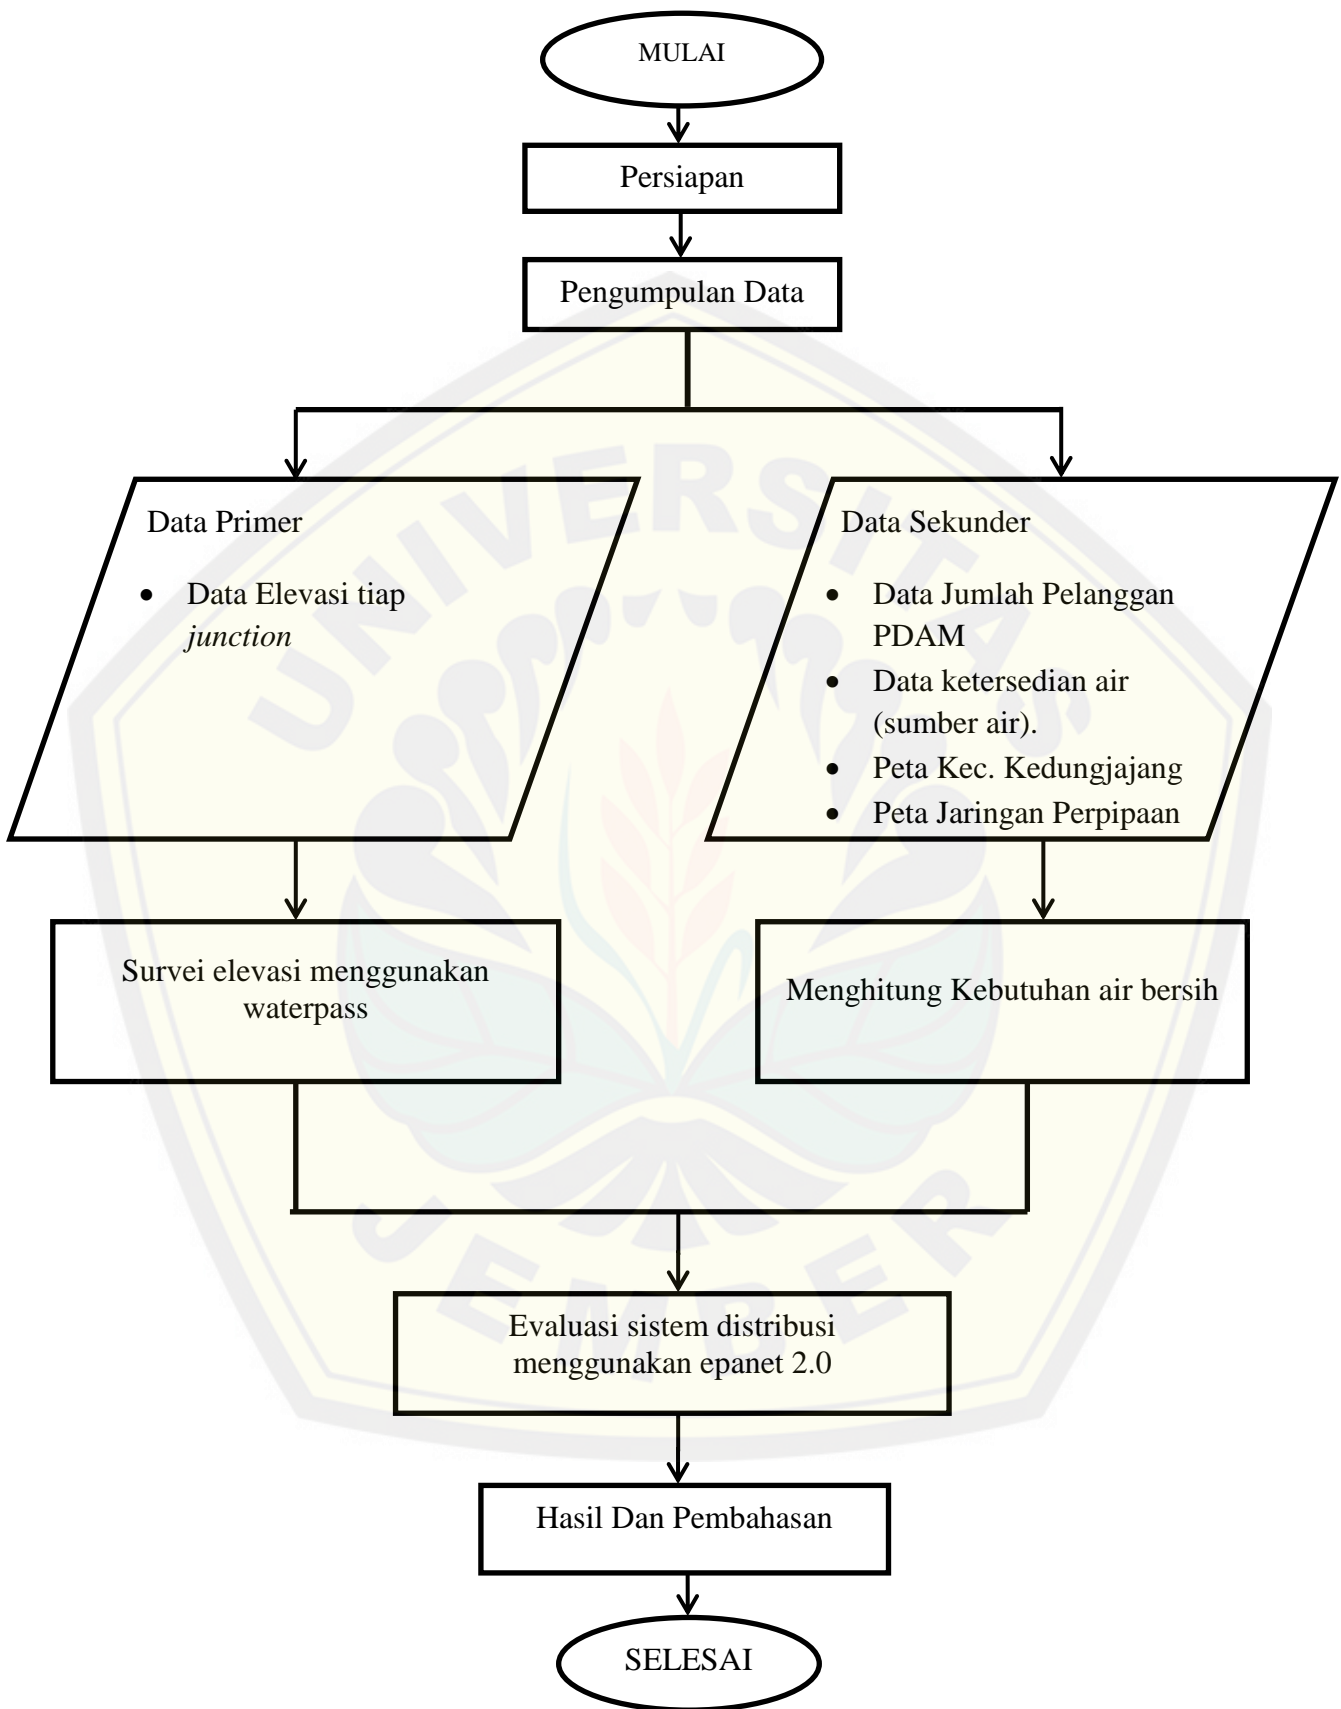 MULAI
Persiapan
Pengumpulan Data
Data Primer
• Data Elevasi tiap
junction
Data Sekunder
• Data Jumlah Pelanggan
PDAM
• Data ketersedian air
(sumber air).
• Peta Kec. Kedungjajang
• Peta Jaringan Perpipaan
Survei elevasi menggunakan
waterpass
Menghitung Kebutuhan air bersih
Evaluasi sistem distribusi
menggunakan epanet 2.0
Hasil Dan Pembahasan
SELESAI
UNIVERSITAS
JEMBER